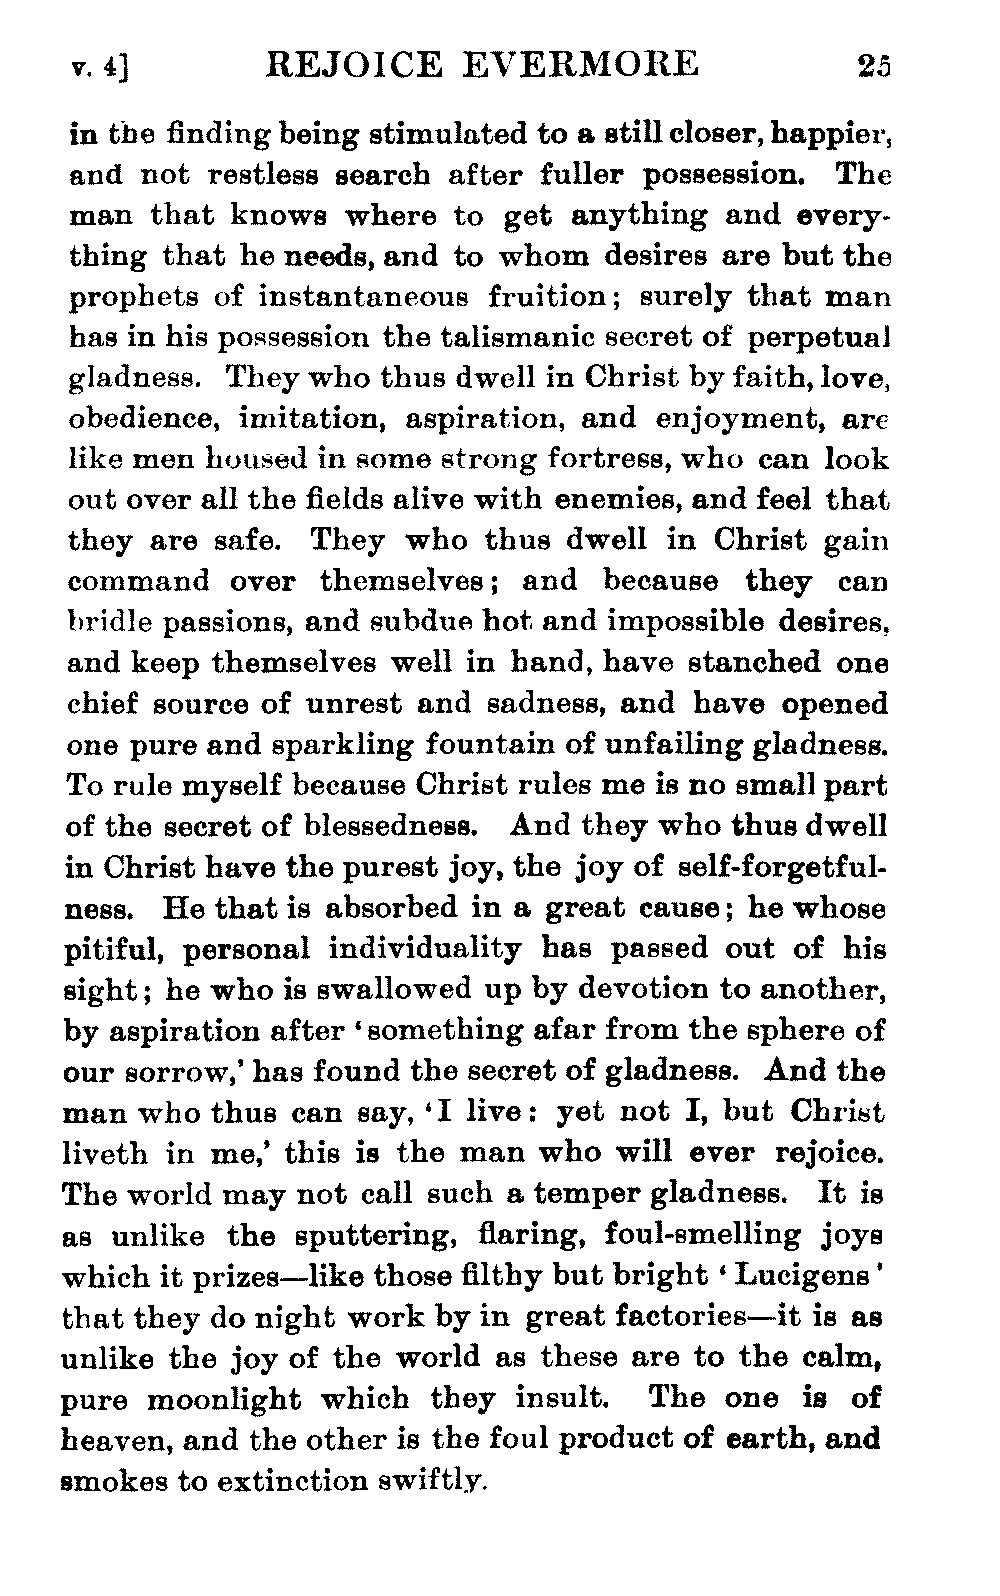 v. 4] REJOICE EVERMORE 25
in the finding being stimulated to a still closer, happier,
and not restless search after fuller possession. The
man that knows where to get anything and every-
thing that he needs, and to whom desires are but the
prophets of instantaneous fruition; surely that man
has in his possession the talismanic secret of perpetual
gladness. They who thus dwell in Christ by faith, love,
obedience, imitation, aspiration, and enjoyment, are
like men housed in some strong fortress, who can look
out over all the fields alive with enemies, and feel that
they are safe. They who thus dwell in Christ gain
command over themselves; and because they can
bridle passions, and subdue hot and impossible desires,
and keep themselves well in hand, have stanched one
chief source of unrest and sadness, and have opened
one pure and sparkling fountain of unfailing gladness.
To rule myself because Christ rules me is no small part
of the secret of blessedness. And they who thus dwell
in Christ have the purest joy, the joy of self-forgetful-
ness. He that is absorbed in a great cause; he whose
pitiful, personal individuality has passed out of his
sight; he who is swallowed up by devotion to another,
by aspiration after ‘something afar from the sphere of
our sorrow,’ has found the secret of gladness. And the
man who thus can say, ‘I live: yet not I, but Christ
liveth in me,’ this is the man who will ever rejoice.
The world may not call such a temper gladness. It is
as unlike the sputtering, flaring, foul-smelling joys
which it prizes—like those filthy but bright ‘Lucigens’
that they do night work by in great factories—it is as
unlike the joy of the world as these are to the calm,
pure moonlight which they insult. The one is of
heaven, and the other is the foul product of earth, and
smokes to extinction swiftly.